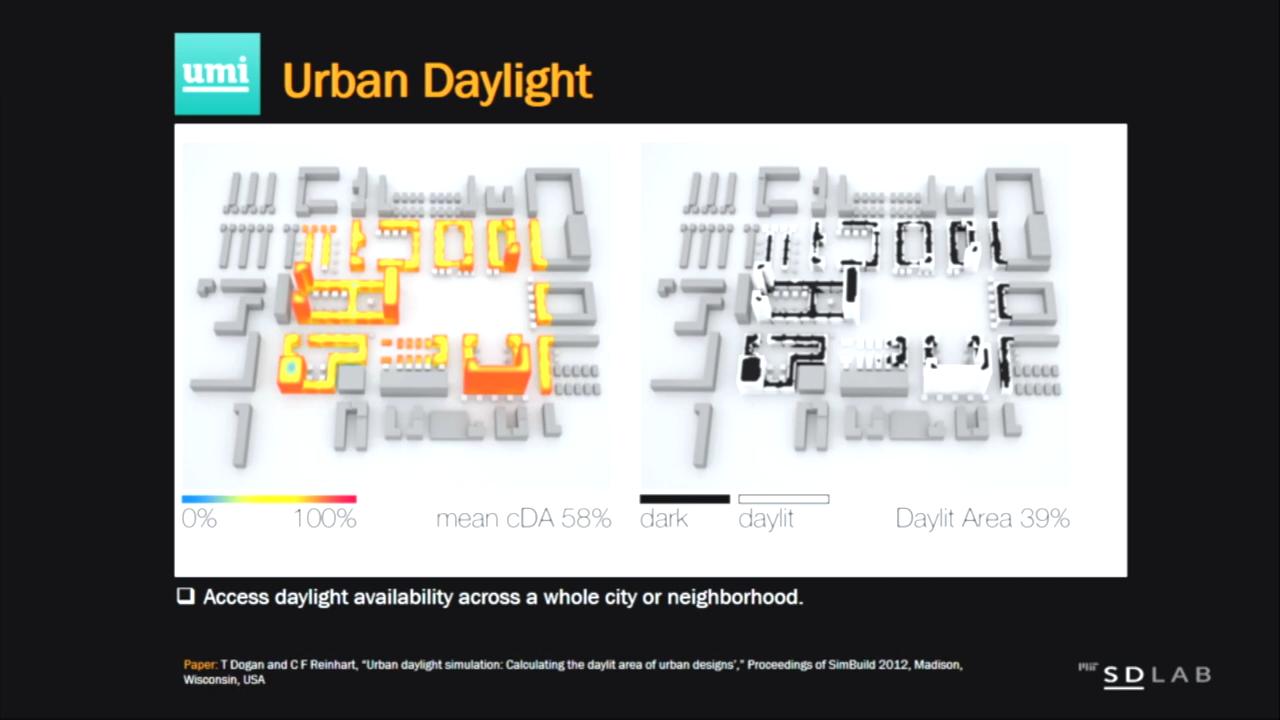 umi
Urban Daylight
0%
100%
mean cDA 58%
dark
daylit
Daylit Area 39%
❑ Access daylight availability across a whole city or neighborhood.
Paper: T Dogan and C F Reinhart, “Urban daylight simulation: Calculating the daylit area of urban designs’,” Proceedings of SimBuild 2012, Madison,
Wisconsin, USA
MIT SDLAB